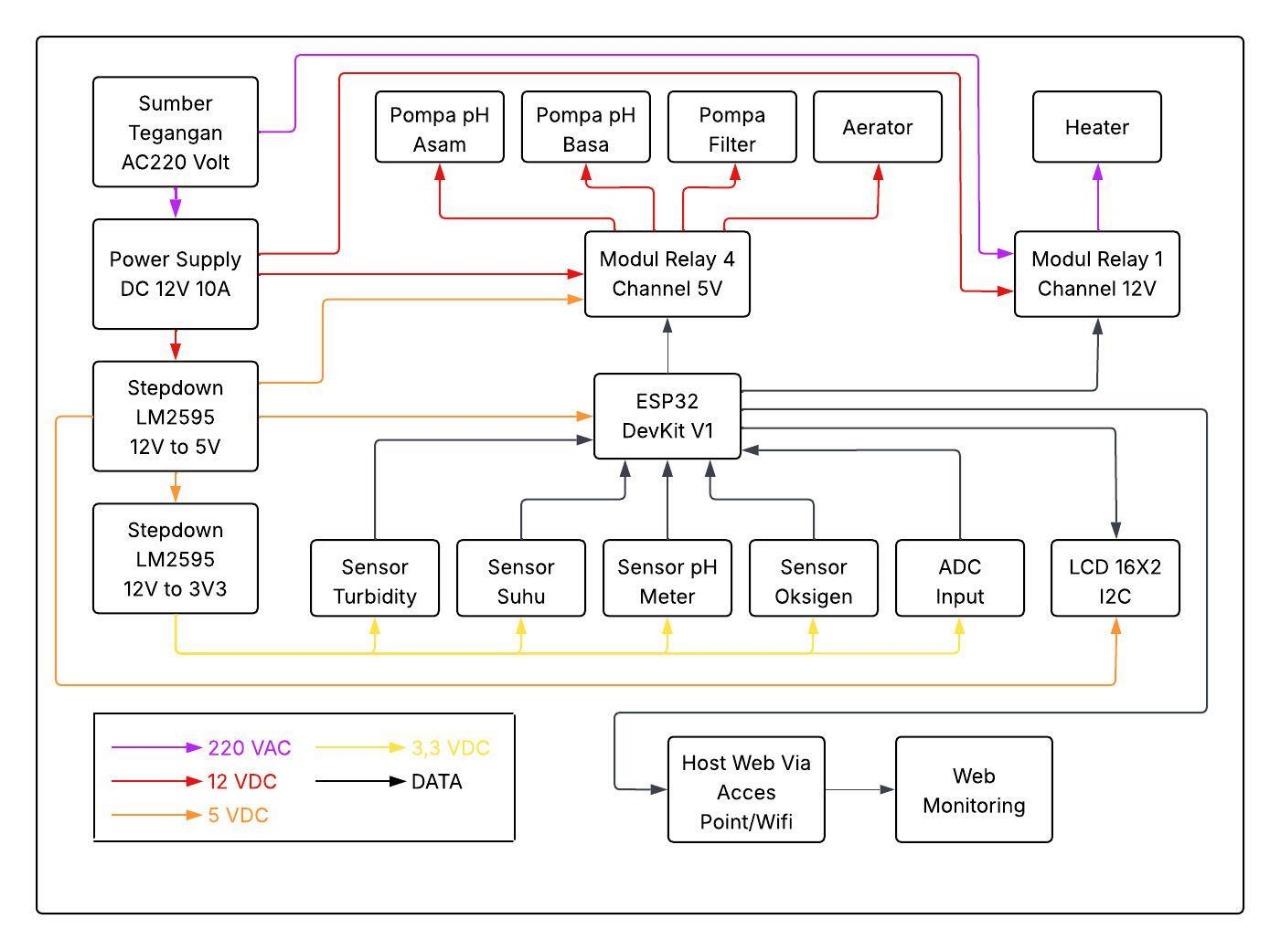 Sumber
Tegangan
AC220 Volt
Pompa pH
Asam
Pompa pH
Basa
Pompa
Filter
Aerator
Heater
Power Supply
DC 12V 10A
Modul Relay 4
Channel 5V
Modul Relay 1
Channel 12V
Stepdown
LM2595
12V to 5V
ESP32
DevKit V1
Stepdown
LM2595
12V to 3V3
Sensor
Turbidity
Sensor
Suhu
Sensor pH
Meter
Sensor
Oksigen
ADC
Input
LCD 16X2
I2C
220 VAC
3,3 VDC
12 VDC
DATA
5 VDC
Host Web Via
Acces
Point/Wifi
Web
Monitoring